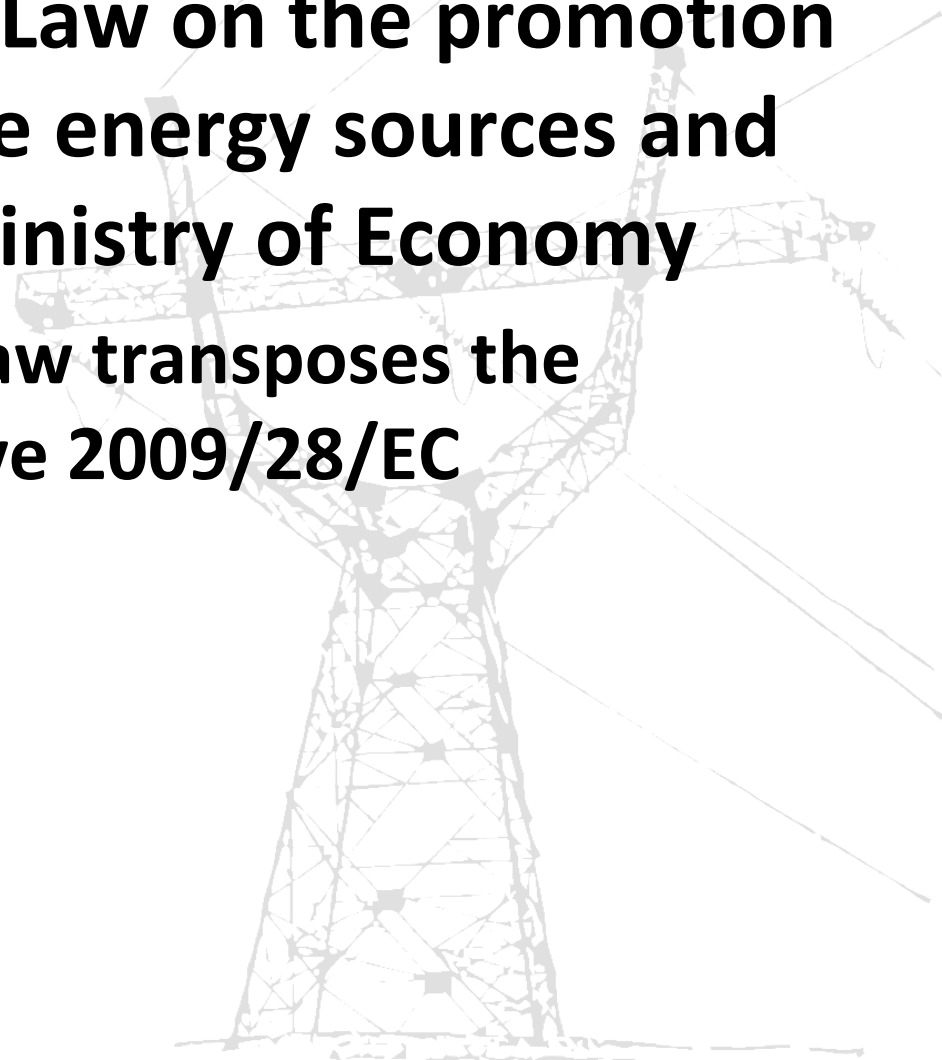 Law on the promotion
e energy sources and
inistry of Economy
aw transposes the
ve 2009/28/EC